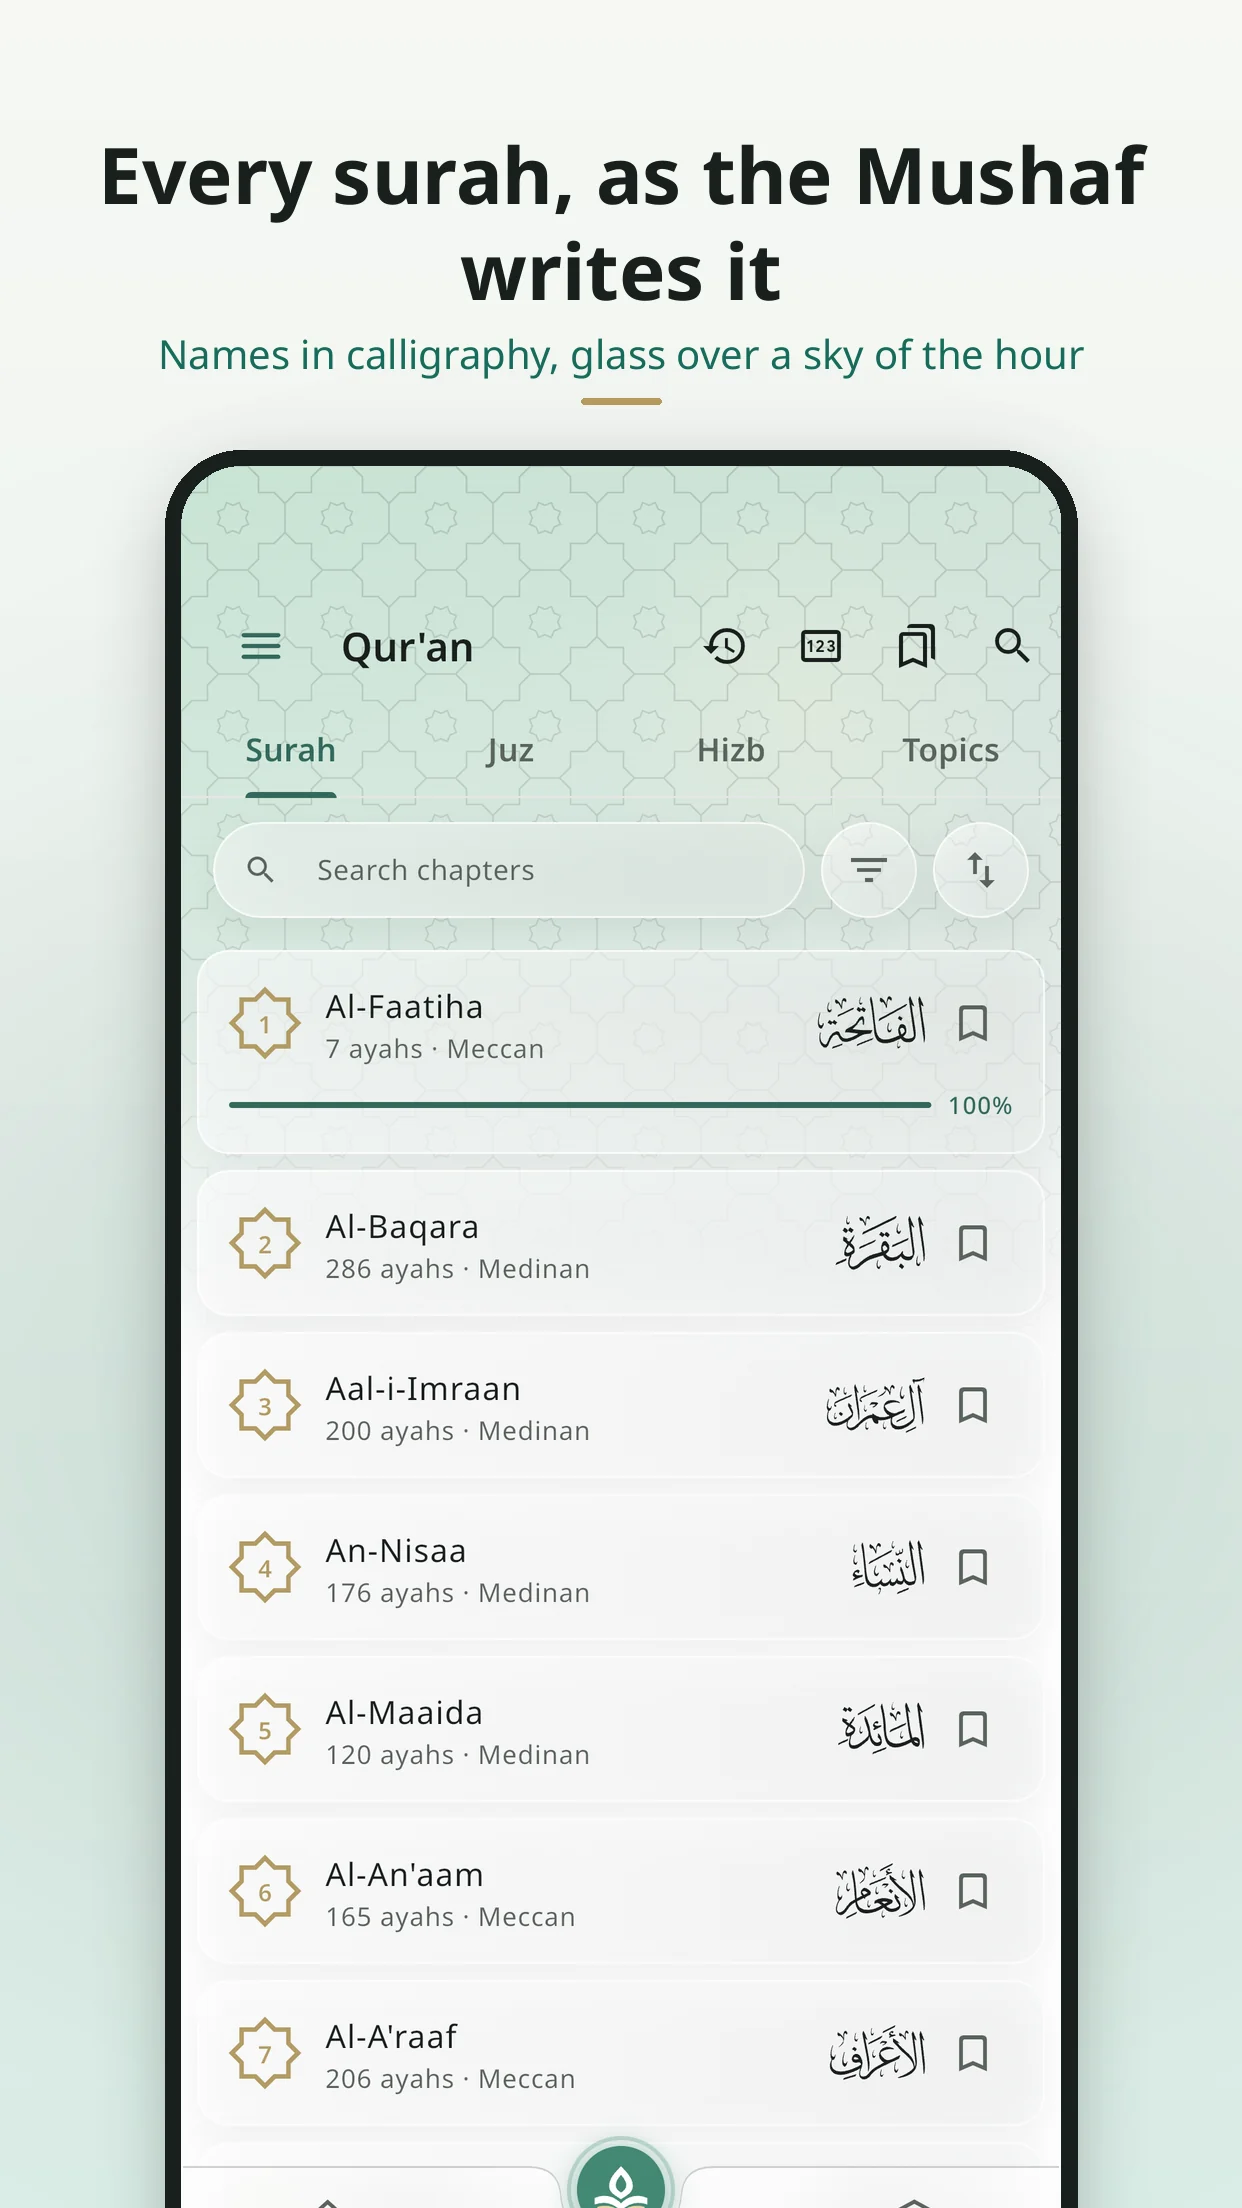 Every surah, as the Mushaf
writes it
Names in calligraphy, glass over a sky of the hour
Qur'an
123
Surah Juz Hizb Topics
Search chapters
1 Al-Faatiha الفَاتِحَة
7 ayahs · Meccan
100%
2 Al-Baqara البَقَرَة
286 ayahs · Medinan
3 Aal-i-Imraan آل عِمرَان
200 ayahs · Medinan
4 An-Nisaa النِّسَاء
176 ayahs · Medinan
5 Al-Maaida المَائدَة
120 ayahs · Medinan
6 Al-An'aam الأَنعَام
165 ayahs · Meccan
7 Al-A'raaf الأَعرَاف
206 ayahs · Meccan